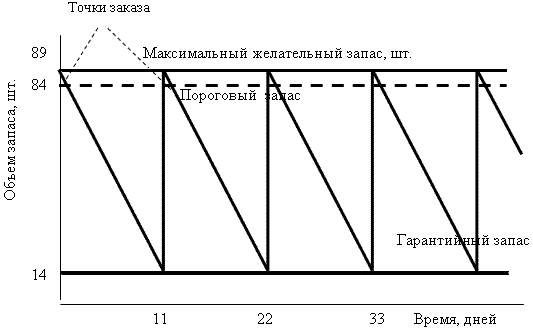 Точки заказа
89
Максимальный желательный запас, шт.
84
Пороговый запас
Объем запаса, шт.
Гарантийный запас
14
11
22
33
Время, дней